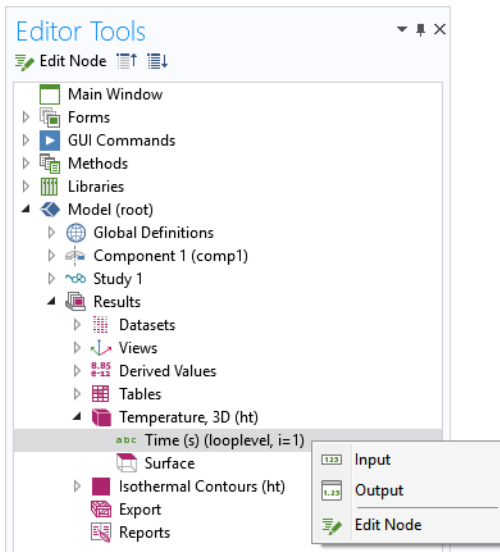 Editor Tools
Edit Node
Main Window
Forms
GUI Commands
Methods
Libraries
Model (root)
Global Definitions
Component 1 (comp1)
Study 1
Results
Datasets
Views
8.85
e-12
Derived Values
Tables
Temperature, 3D (ht)
abc Time (s) (looplevel, i=1)
Surface
Isothermal Contours (ht)
Export
Reports
123 Input
1.23 Output
Edit Node